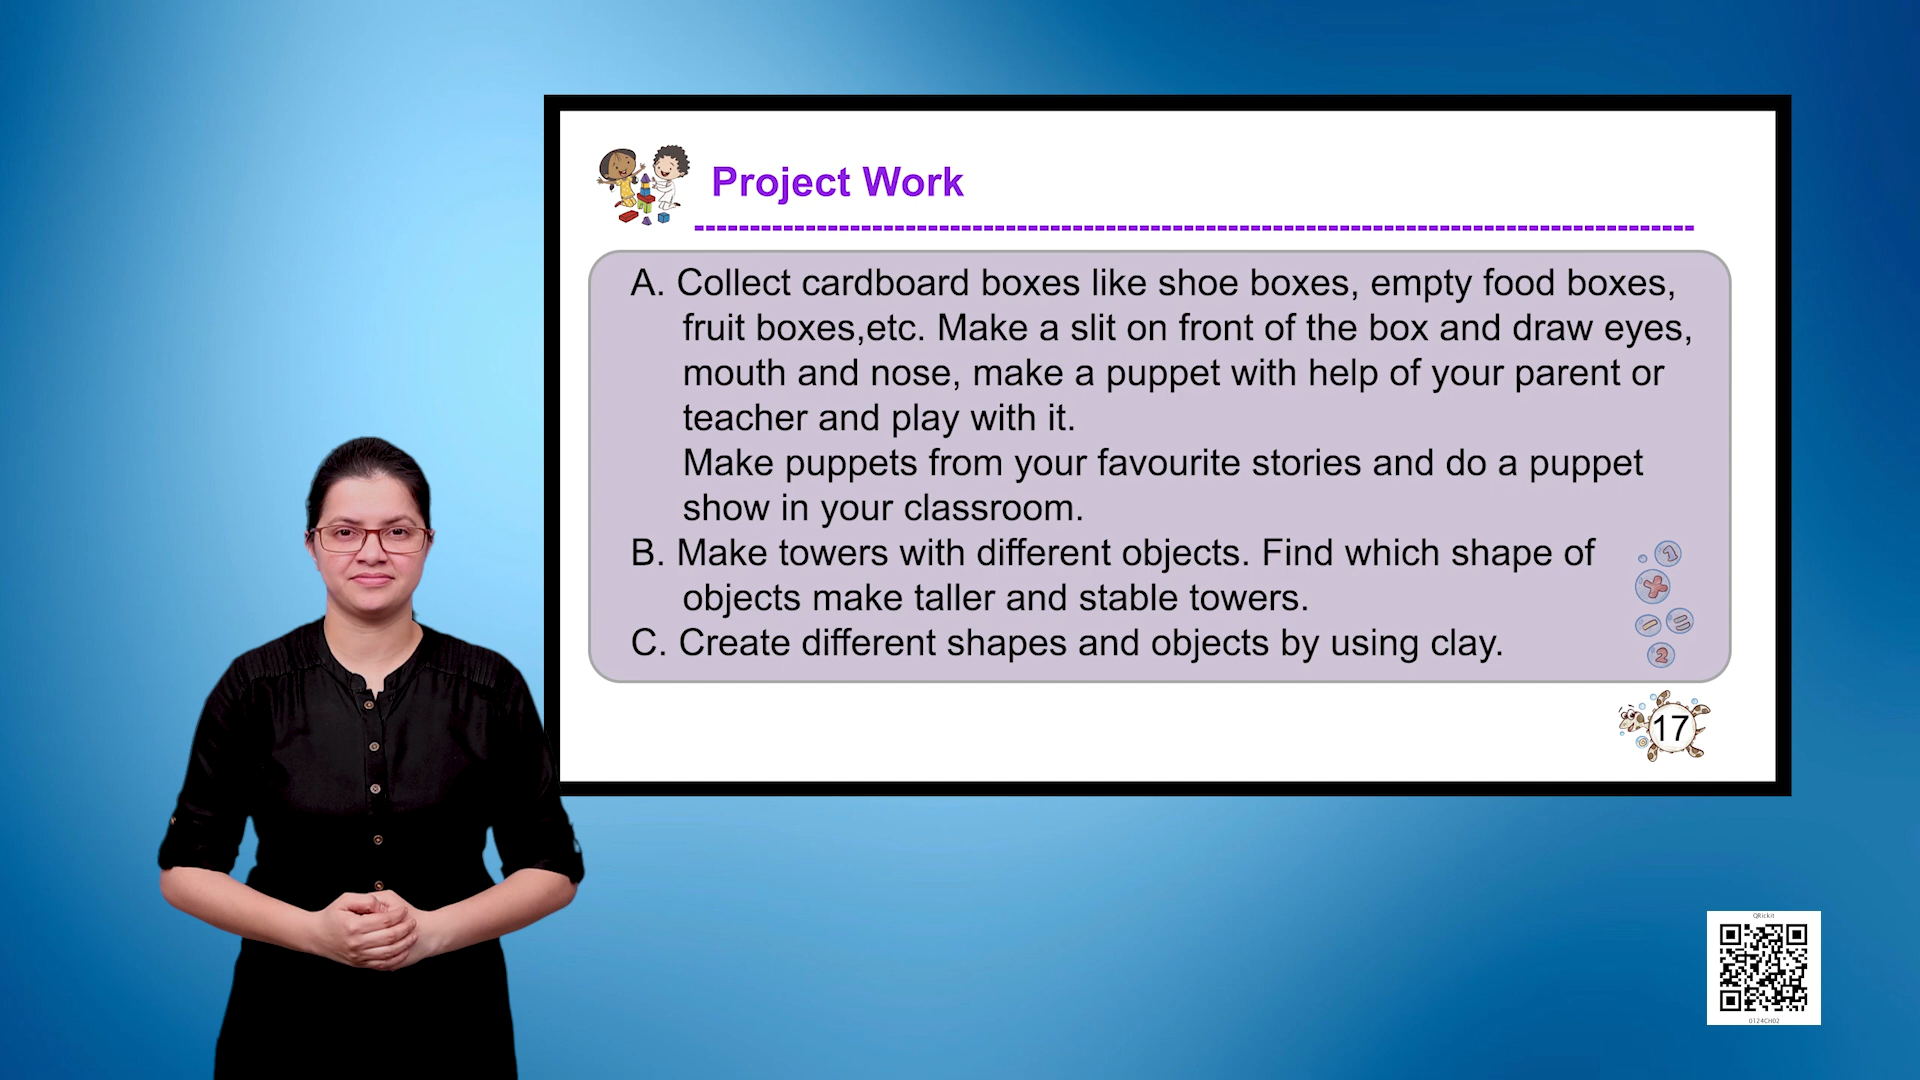 Project Work
A. Collect cardboard boxes like shoe boxes, empty food boxes,
fruit boxes,etc. Make a slit on front of the box and draw eyes,
mouth and nose, make a puppet with help of your parent or
teacher and play with it.
Make puppets from your favourite stories and do a puppet
show in your classroom.
B. Make towers with different objects. Find which shape of
objects make taller and stable towers.
C. Create different shapes and objects by using clay.
2
17
QRickit
0124CH02